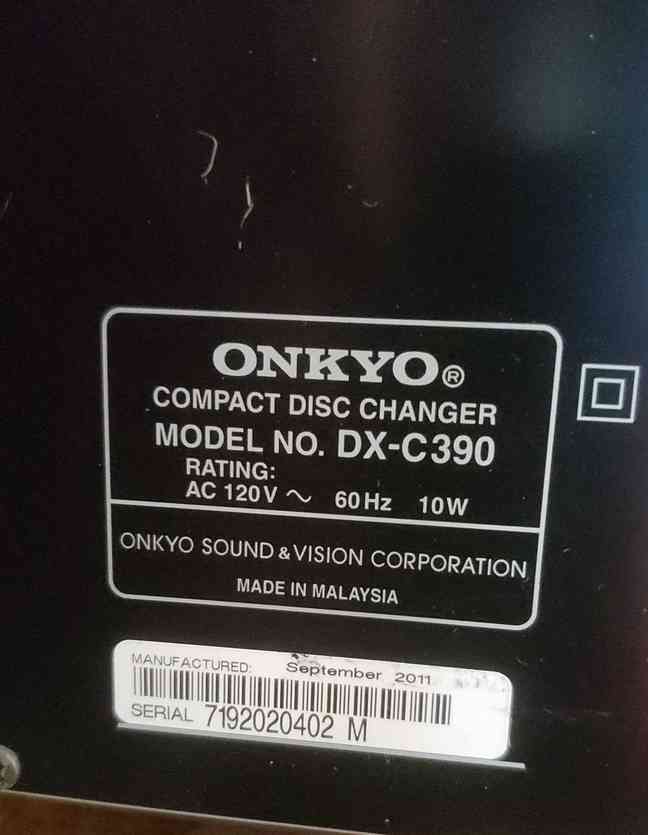 ONKYO®
COMPACT DISC CHANGER
MODEL NO. DX-C390
RATING:
AC 120V ~ 60Hz 10W
ONKYO SOUND & VISION CORPORATION
MADE IN MALAYSIA
MANUFACTURED: September 2011
SERIAL 7192020402 M